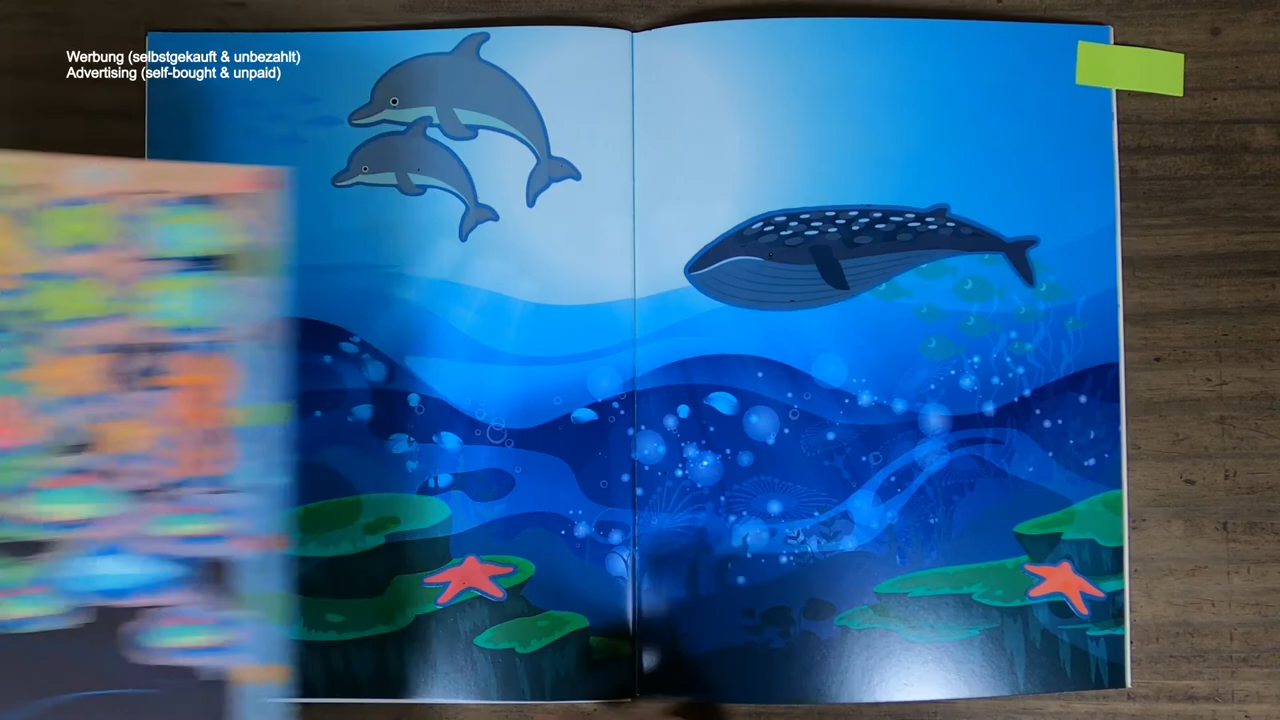 Werbung (selbstgekauft & unbezahlt)
Advertising (self-bought & unpaid)